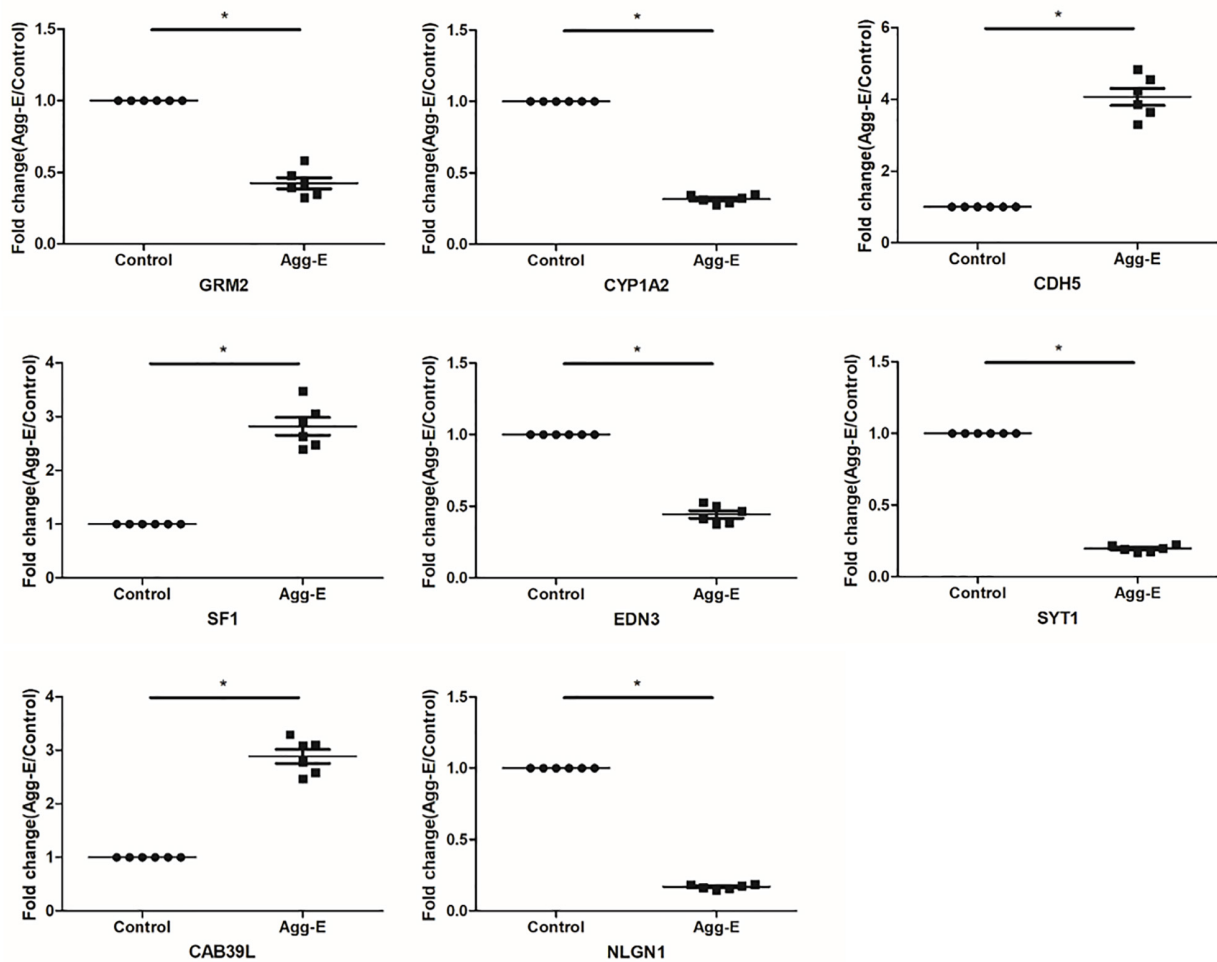 *
Fold change(Agg-E/Control)
1.5
1.0
0.5
0.0
Control Agg-E
GRM2
*
Fold change(Agg-E/Control)
1.5
1.0
0.5
0.0
Control Agg-E
CYP1A2
*
Fold change(Agg-E/Control)
6
4
2
0
Control Agg-E
CDH5
*
Fold change(Agg-E/Control)
4
3
2
1
0
Control Agg-E
SF1
*
Fold change(Agg-E/Control)
1.5
1.0
0.5
0.0
Control Agg-E
EDN3
*
Fold change(Agg-E/Control)
1.5
1.0
0.5
0.0
Control Agg-E
SYT1
*
Fold change(Agg-E/Control)
4
3
2
1
0
Control Agg-E
CAB39L
*
Fold change(Agg-E/Control)
1.5
1.0
0.5
0.0
Control Agg-E
NLGN1